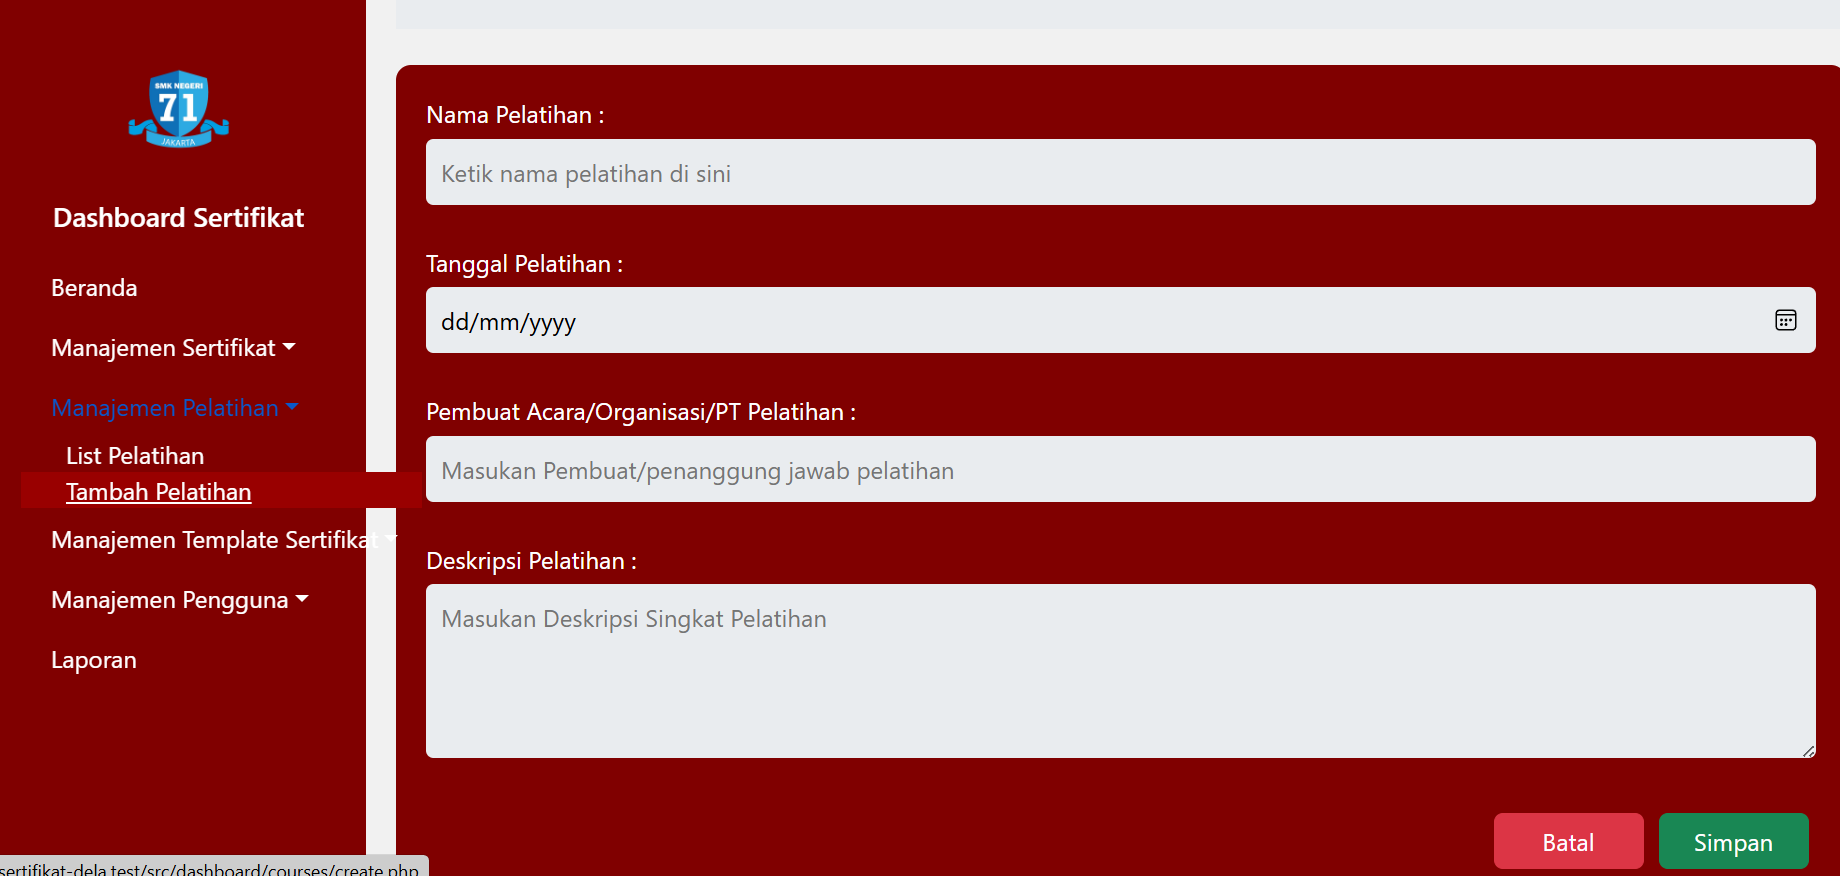 SMK NEGERI
71
JAKARTA
Dashboard Sertifikat
Beranda
Manajemen Sertifikat
Manajemen Pelatihan
List Pelatihan
Tambah Pelatihan
Manajemen Template Sertifikat
Manajemen Pengguna
Laporan
Nama Pelatihan :
Ketik nama pelatihan di sini
Tanggal Pelatihan :
dd/mm/yyyy
Pembuat Acara/Organisasi/PT Pelatihan :
Masukan Pembuat/penanggung jawab pelatihan
Deskripsi Pelatihan :
Masukan Deskripsi Singkat Pelatihan
Batal
Simpan
sertifikat-dela.test/src/dashboard/courses/create.php